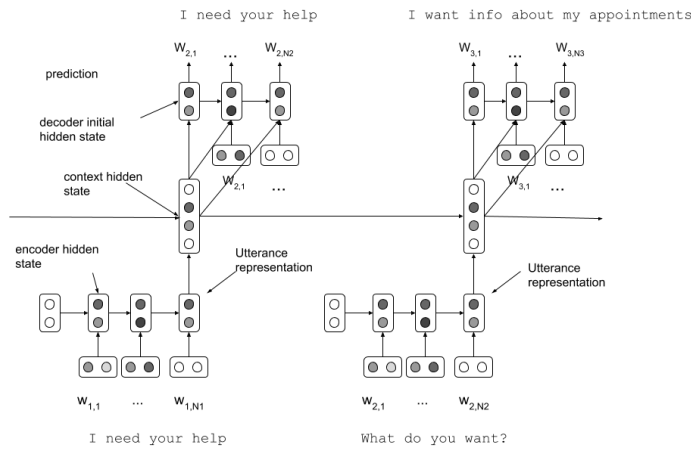 I need your help
I want info about my appointments
W2,1 ... W2,N2
W3,1 ... W3,N3
prediction
decoder initial
hidden state
W2,1 ...
W3,1 ...
context hidden
state
encoder hidden
state
Utterance
representation
Utterance
representation
w1,1 ... w1,N1
w2,1 ... w2,N2
I need your help
What do you want?